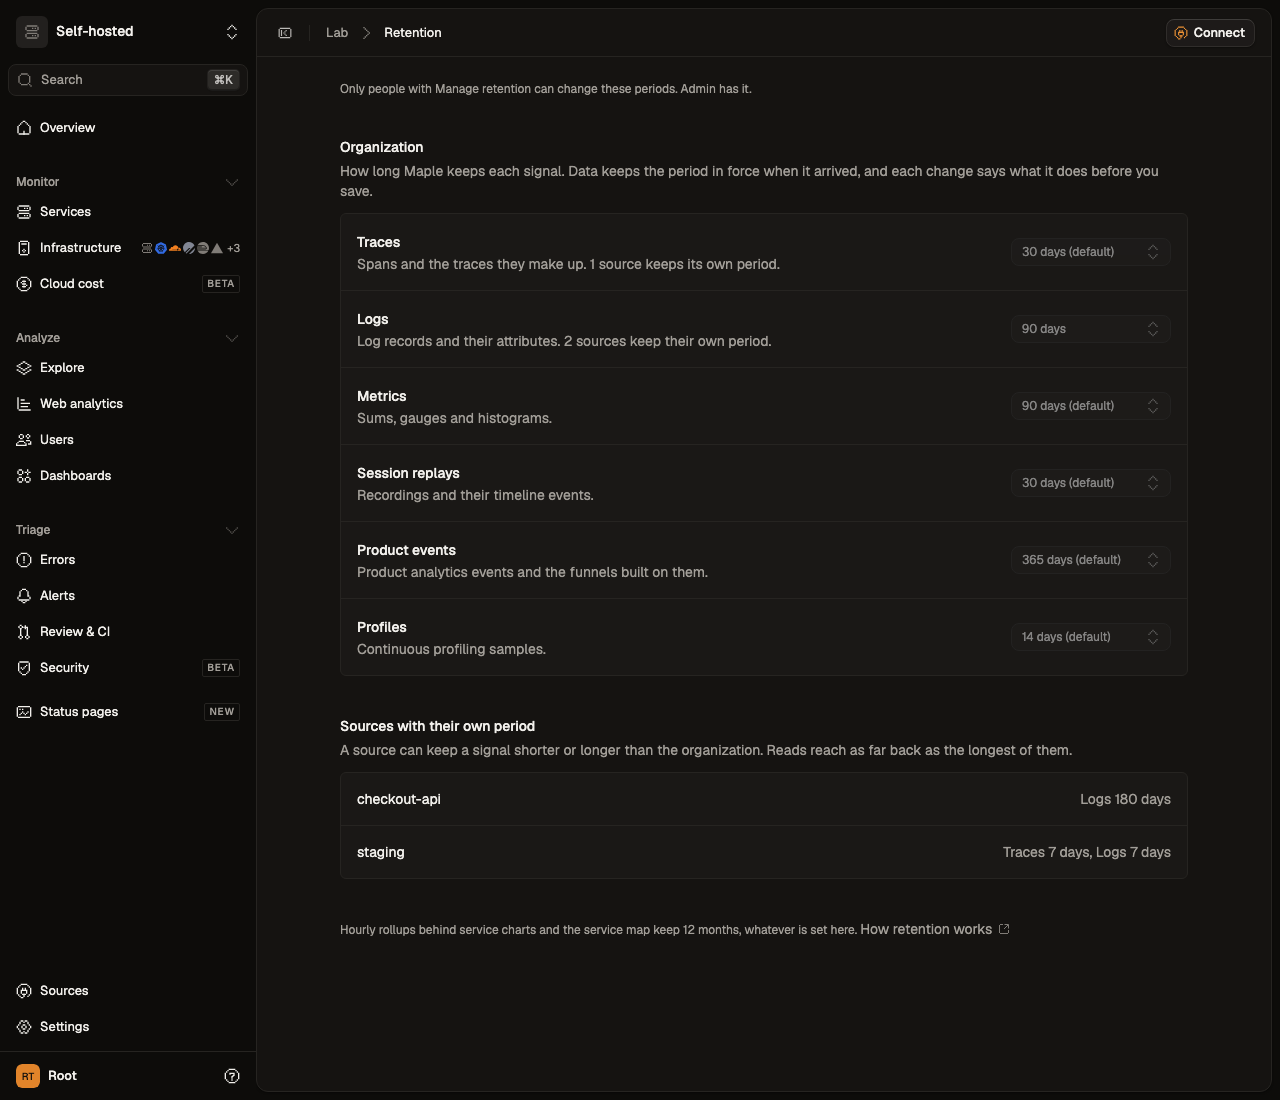 Self-hosted
Search
⌘K
Overview
Monitor
Services
Infrastructure
+3
Cloud cost
BETA
Analyze
Explore
Web analytics
Users
Dashboards
Triage
Errors
Alerts
Review & CI
Security
BETA
Status pages
NEW
Sources
Settings
RT
Root
Lab
Retention
Connect
Only people with Manage retention can change these periods. Admin has it.
Organization
How long Maple keeps each signal. Data keeps the period in force when it arrived, and each change says what it does before you
save.
Traces
Spans and the traces they make up. 1 source keeps its own period.
30 days (default)
Logs
Log records and their attributes. 2 sources keep their own period.
90 days
Metrics
Sums, gauges and histograms.
90 days (default)
Session replays
Recordings and their timeline events.
30 days (default)
Product events
Product analytics events and the funnels built on them.
365 days (default)
Profiles
Continuous profiling samples.
14 days (default)
Sources with their own period
A source can keep a signal shorter or longer than the organization. Reads reach as far back as the longest of them.
checkout-api
Logs 180 days
staging
Traces 7 days, Logs 7 days
Hourly rollups behind service charts and the service map keep 12 months, whatever is set here. How retention works